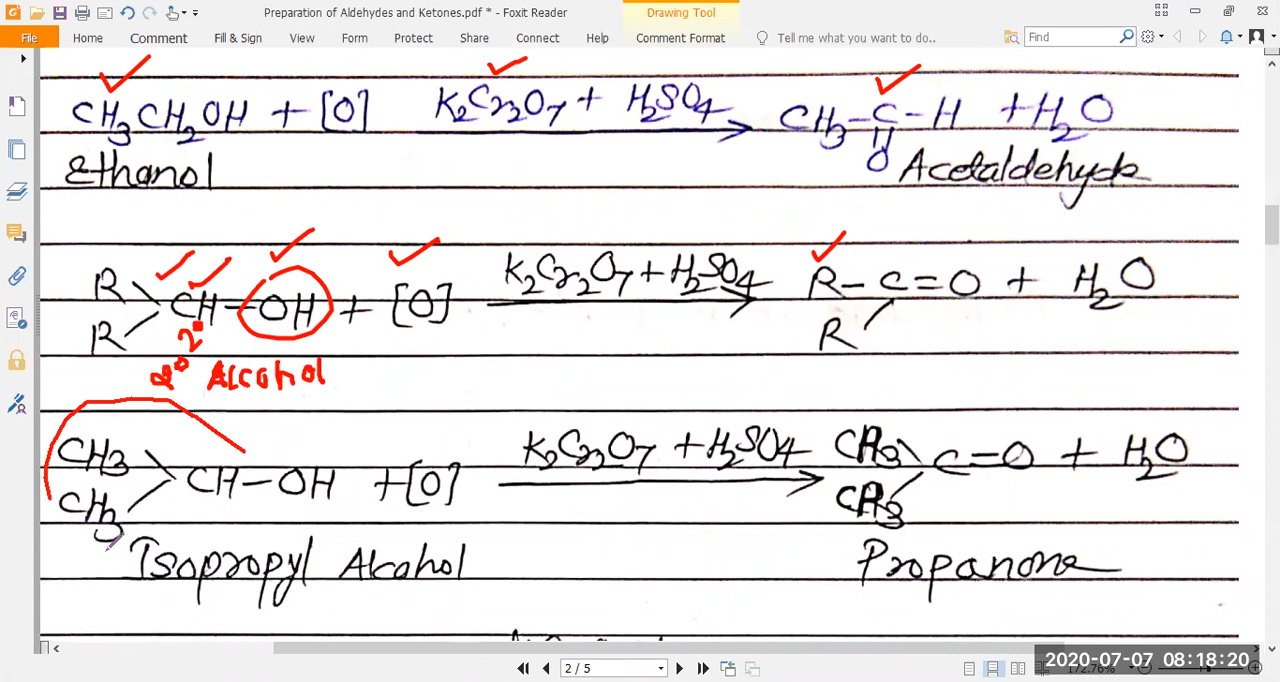 Preparation of Aldehydes and Ketones.pdf * - Foxit Reader
Drawing Tool
File Home Comment Fill & Sign View Form Protect Share Connect Help Comment Format Tell me what you want to do.. Find
CH3CH2OH + [O] K2Cr2O7 + H2SO4 CH3-C-H + H2O
O
Ethanol Acetaldehyde
R
CH-OH + [O] K2Cr2O7 + H2SO4 R-C=O + H2O
R R
2°
2° Alcohol
CH3 CH3
CH-OH + [O] K2Cr2O7 + H2SO4 C=O + H2O
CH3 CH3
Isopropyl Alcohol Propanone
2 / 5
172.76%
2020-07-07 08:18:20